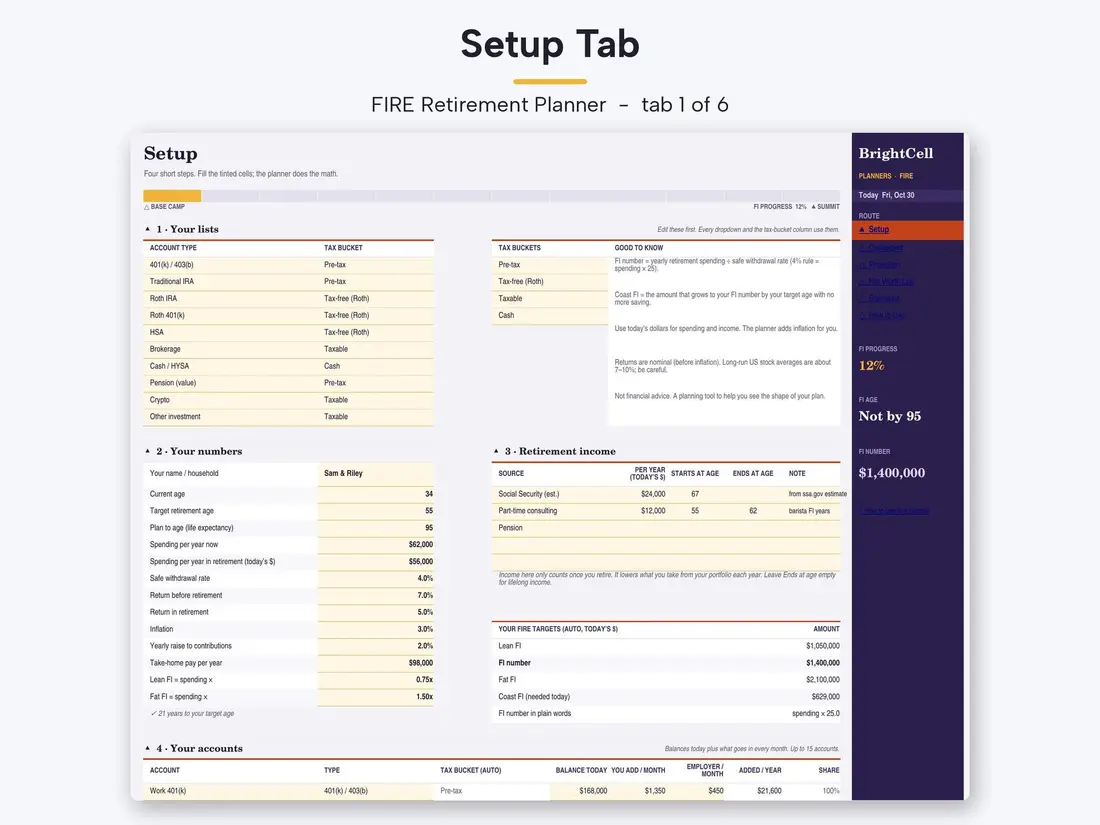 Setup Tab
FIRE Retirement Planner – tab 1 of 6
Setup
Four short steps. Fill the tinted cells; the planner does the math.
△ BASE CAMP
FI PROGRESS 12% ▲ SUMMIT
▲ 1 · Your lists
Edit these first. Every dropdown and the tax-bucket column use them.
ACCOUNT TYPE TAX BUCKET
401(k) / 403(b) Pre-tax
Traditional IRA Pre-tax
Roth IRA Tax-free (Roth)
Roth 401(k) Tax-free (Roth)
HSA Tax-free (Roth)
Brokerage Taxable
Cash / HYSA Cash
Pension (value) Pre-tax
Crypto Taxable
Other investment Taxable
TAX BUCKETS GOOD TO KNOW
Pre-tax
Tax-free (Roth)
Taxable
Cash
FI number = yearly retirement spending ÷ safe withdrawal rate (4% rule =
spending × 25).
Coast FI = the amount that grows to your FI number by your target age with no
more saving.
Use today's dollars for spending and income. The planner adds inflation for you.
Returns are nominal (before inflation). Long-run US stock averages are about
7–10%; be careful.
Not financial advice. A planning tool to help you see the shape of your plan.
▲ 2 · Your numbers
Your name / household Sam & Riley
Current age 34
Target retirement age 55
Plan to age (life expectancy) 95
Spending per year now $62,000
Spending per year in retirement (today's $) $56,000
Safe withdrawal rate 4.0%
Return before retirement 7.0%
Return in retirement 5.0%
Inflation 3.0%
Yearly raise to contributions 2.0%
Take-home pay per year $98,000
Lean FI = spending × 0.75x
Fat FI = spending × 1.50x
✓ 21 years to your target age
▲ 3 · Retirement income
SOURCE PER YEAR (TODAY'S $) STARTS AT AGE ENDS AT AGE NOTE
Social Security (est.) $24,000 67 from ssa.gov estimate
Part-time consulting $12,000 55 62 barista FI years
Pension
Income here only counts once you retire. It lowers what you take from your portfolio each year. Leave Ends at age empty
for lifelong income.
YOUR FIRE TARGETS (AUTO, TODAY'S $) AMOUNT
Lean FI $1,050,000
FI number $1,400,000
Fat FI $2,100,000
Coast FI (needed today) $629,000
FI number in plain words spending × 25.0
▲ 4 · Your accounts
Balances today plus what goes in every month. Up to 15 accounts.
ACCOUNT TYPE TAX BUCKET (AUTO) BALANCE TODAY YOU ADD / MONTH EMPLOYER / MONTH ADDED / YEAR SHARE
Work 401(k) 401(k) / 403(b) Pre-tax $168,000 $1,350 $450 $21,600 100%
BrightCell
PLANNERS · FIRE
Today Fri, Oct 30
ROUTE
▲ Setup
FI PROGRESS
12%
FI AGE
Not by 95
FI NUMBER
$1,400,000